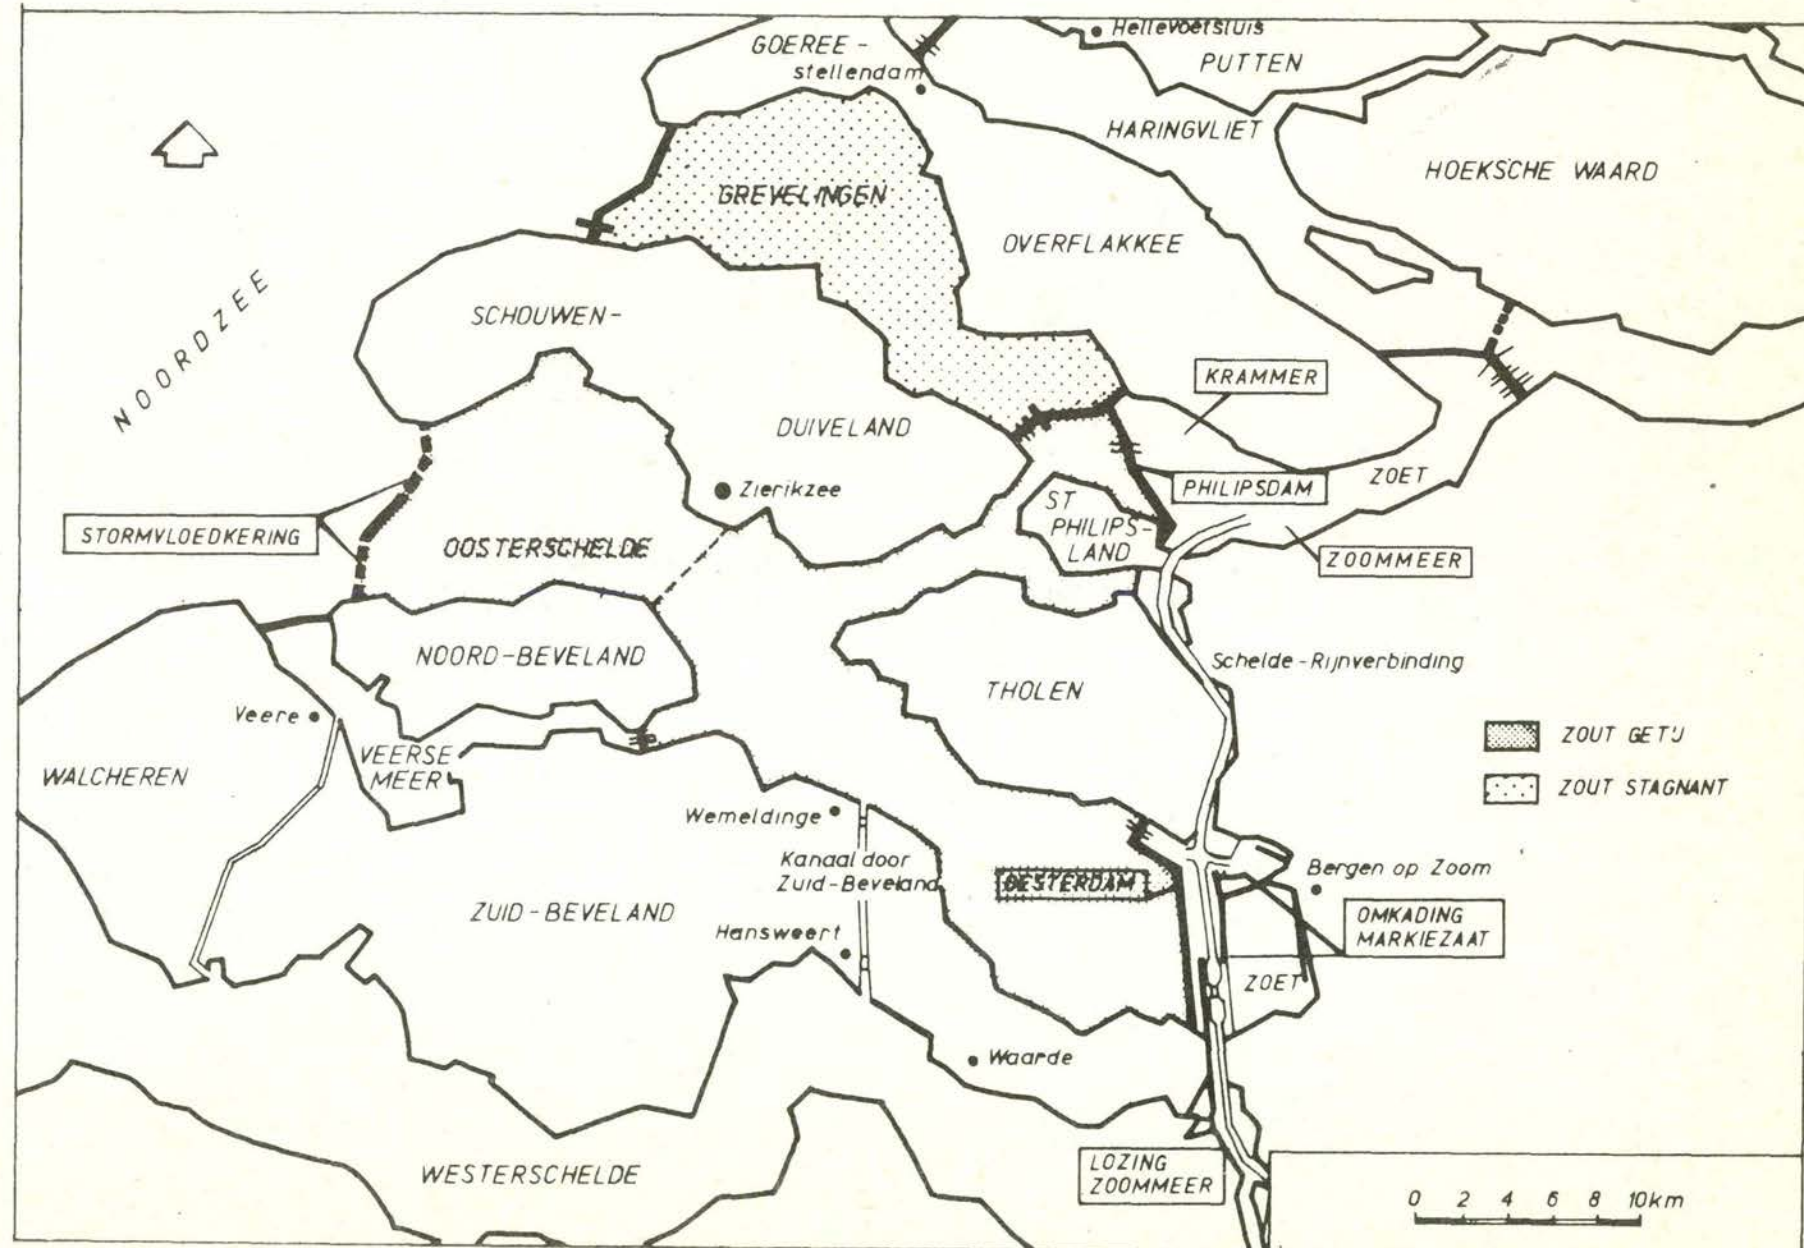 Hellevoetsluis
GOEREE -
PUTTEN
stellendam
HARINGVLIET
HOEKSCHE WAARD
GREVELINGEN
OVERFLAKKEE
NOORDZEE
SCHOUWEN-
KRAMMER
DUIVELAND
ZOET
Zierikzee
PHILIPSDAM
ST
PHILIPS-
LAND
STORMVLOEDKERING
OOSTERSCHELDE
ZOOMMEER
NOORD-BEVELAND
Schelde-Rijnverbinding
THOLEN
Veere
ZOUT GETIJ
VEERSE
MEER
WALCHEREN
ZOUT STAGNANT
Wemeldinge
Kanaal door
Zuid-Beveland
Bergen op Zoom
OESTERDAM
ZUID-BEVELAND
OMKADING
MARKIEZAAT
Hansweert
ZOET
Waarde
WESTERSCHELDE
LOZING
ZOOMMEER
0 2 4 6 8 10km